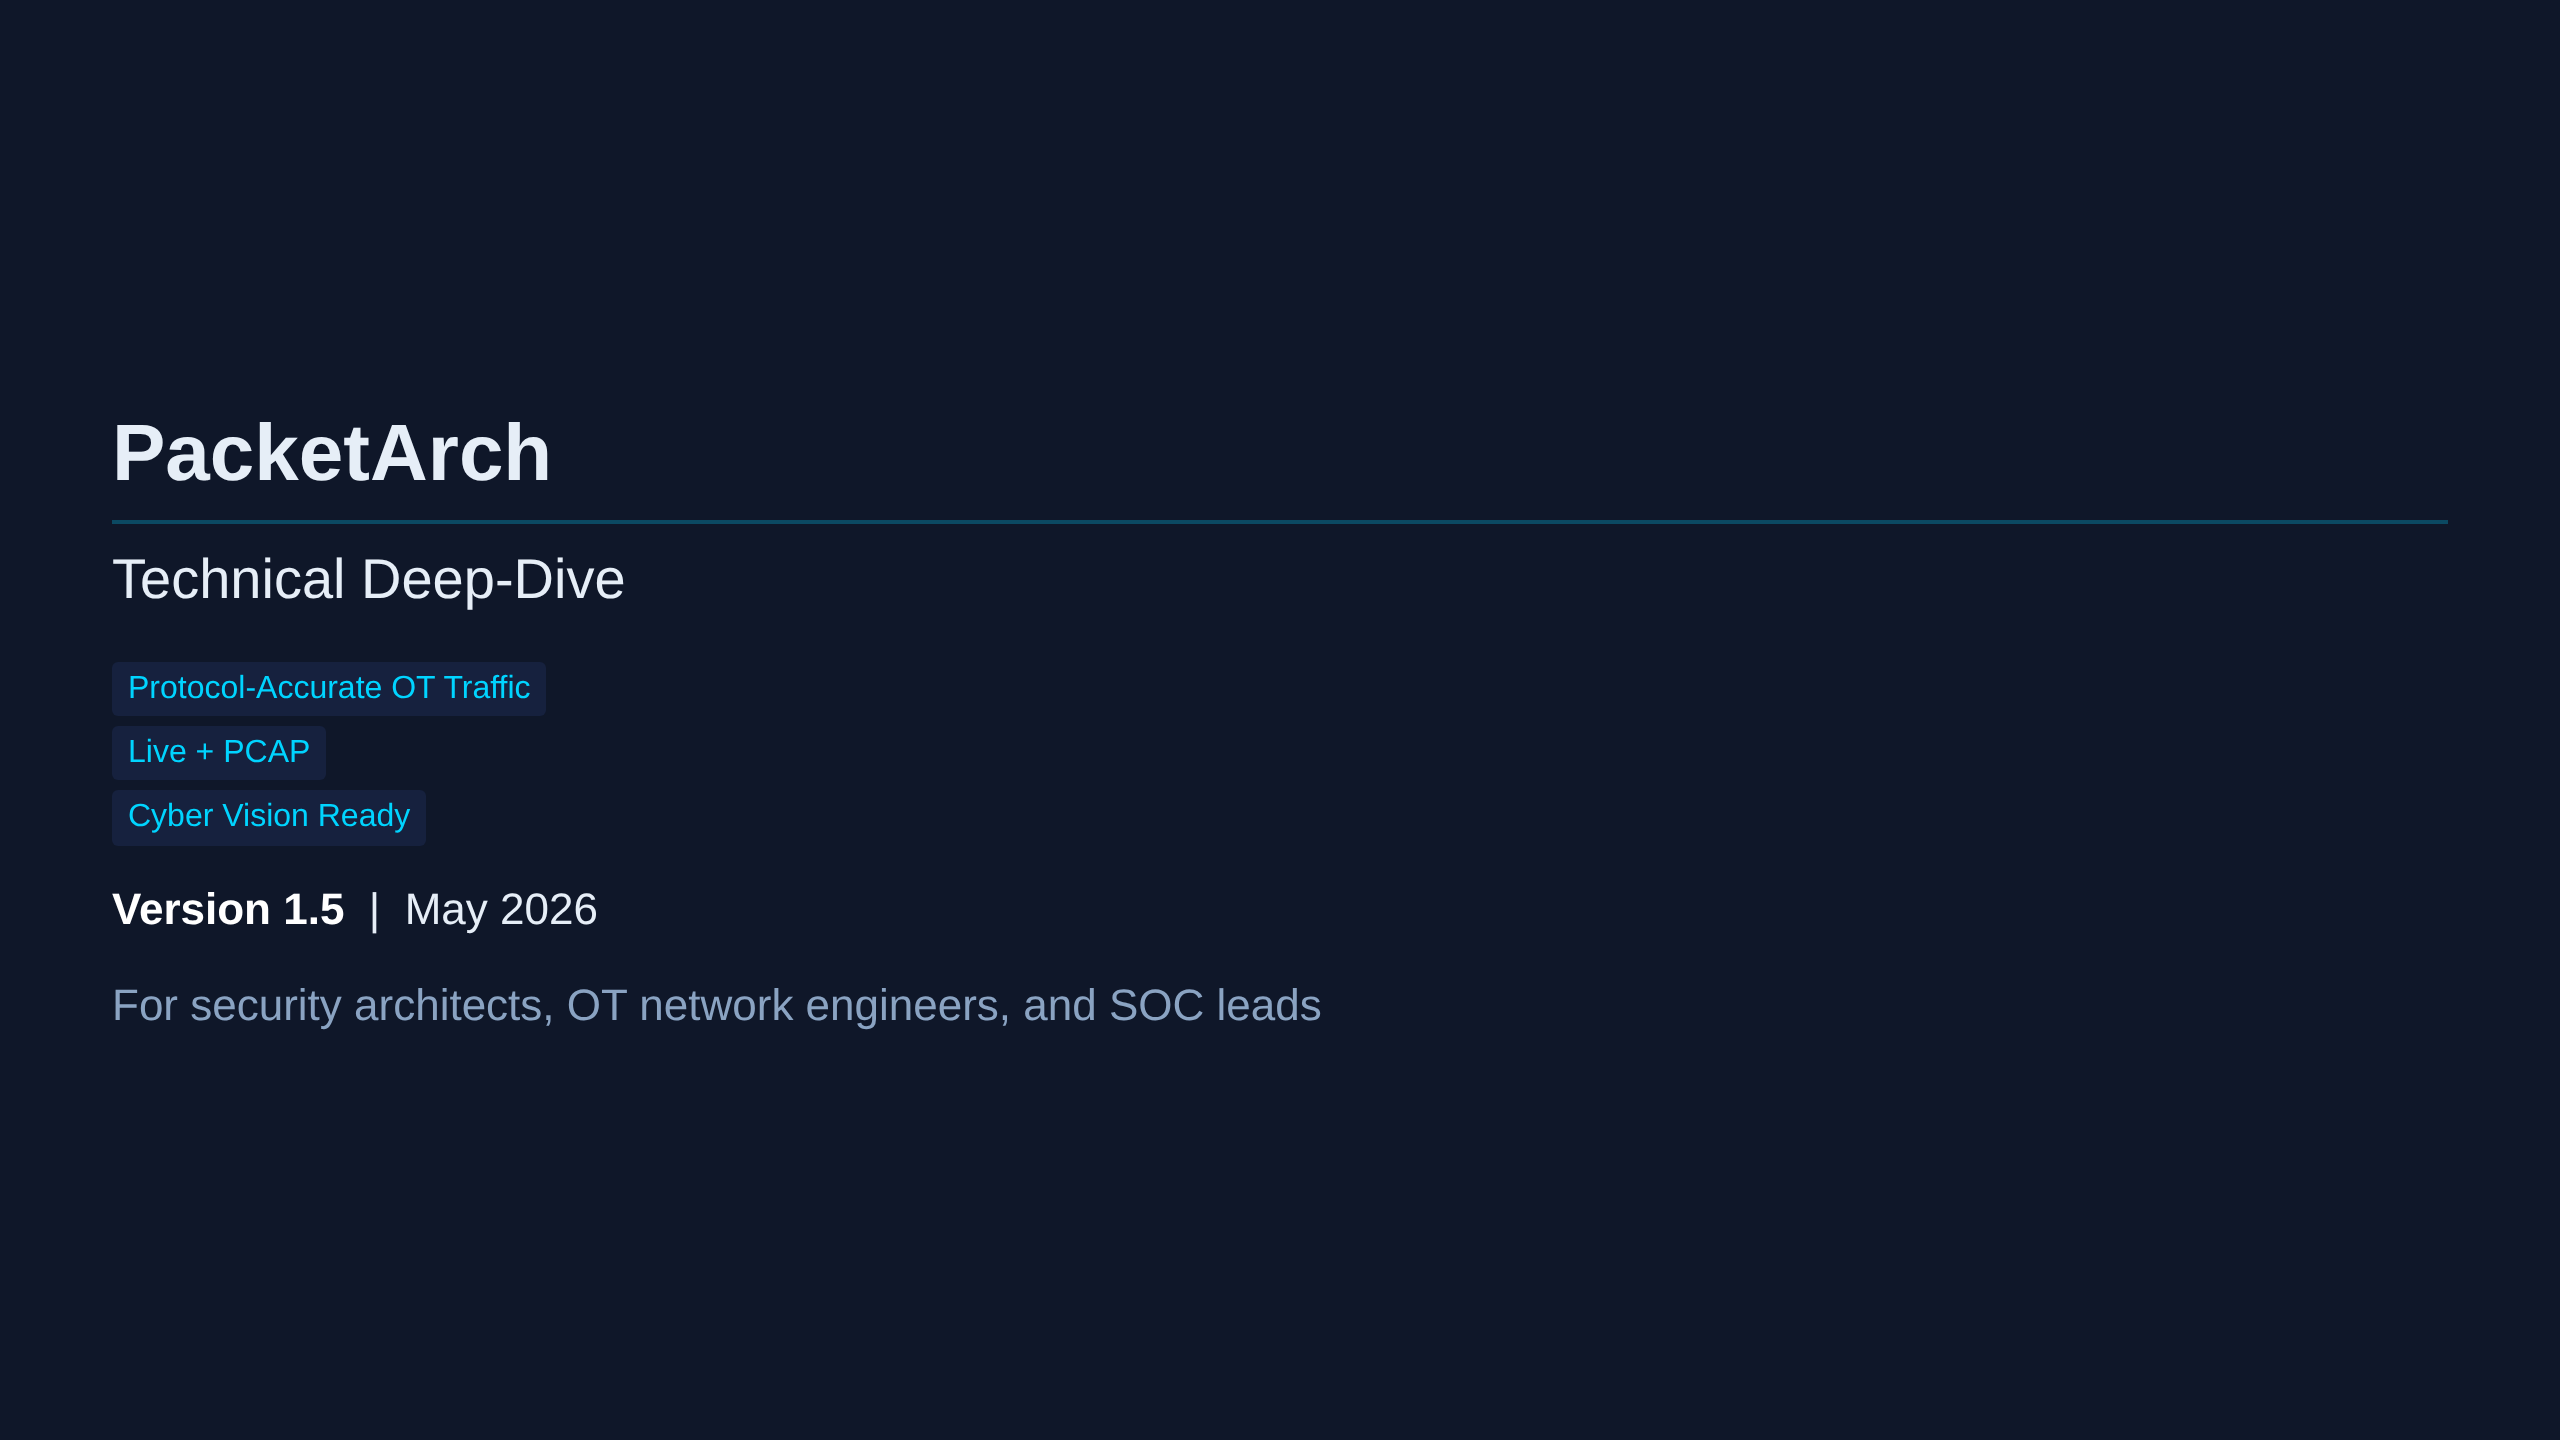 PacketArch
Technical Deep-Dive
Protocol-Accurate OT Traffic
Live + PCAP
Cyber Vision Ready
Version 1.5 | May 2026
For security architects, OT network engineers, and SOC leads